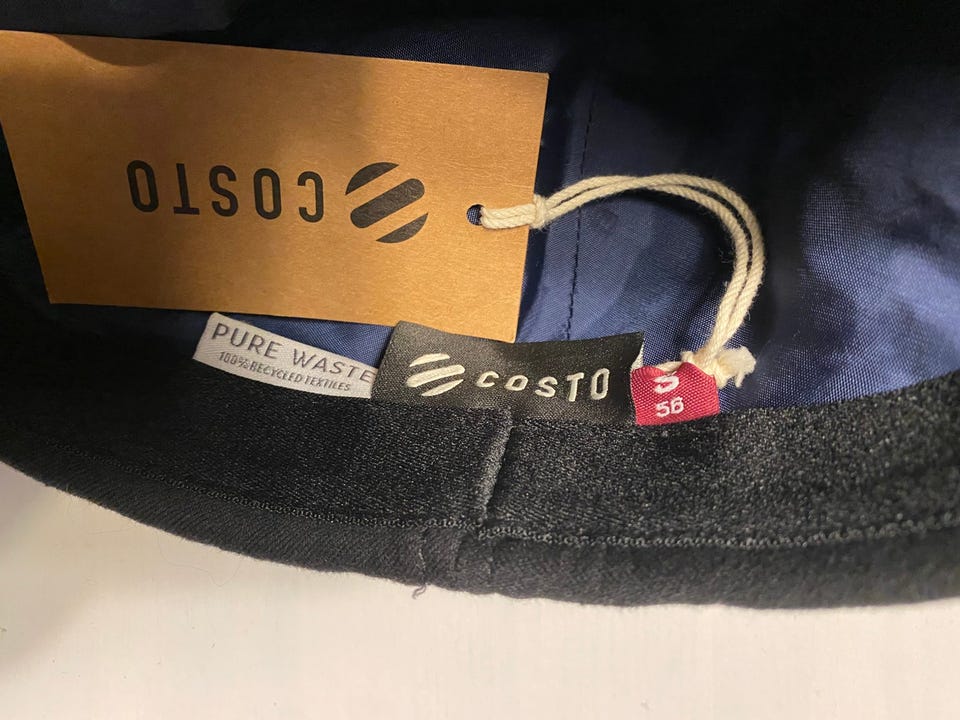 COSTO
PURE WASTE
100% RECYCLED TEXTILES
COSTO
S
56